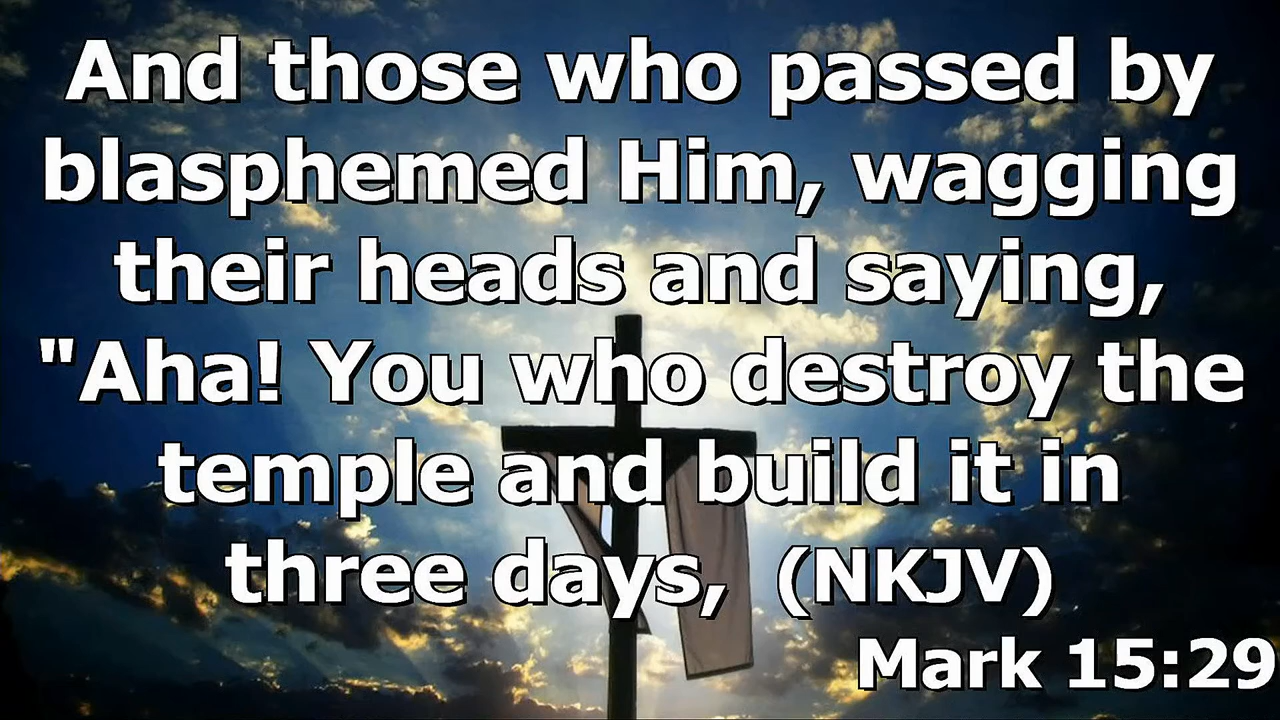 And those who passed by
blasphemed Him, wagging
their heads and saying,
"Aha! You who destroy the
temple and build it in
three days, (NKJV)
Mark 15:29